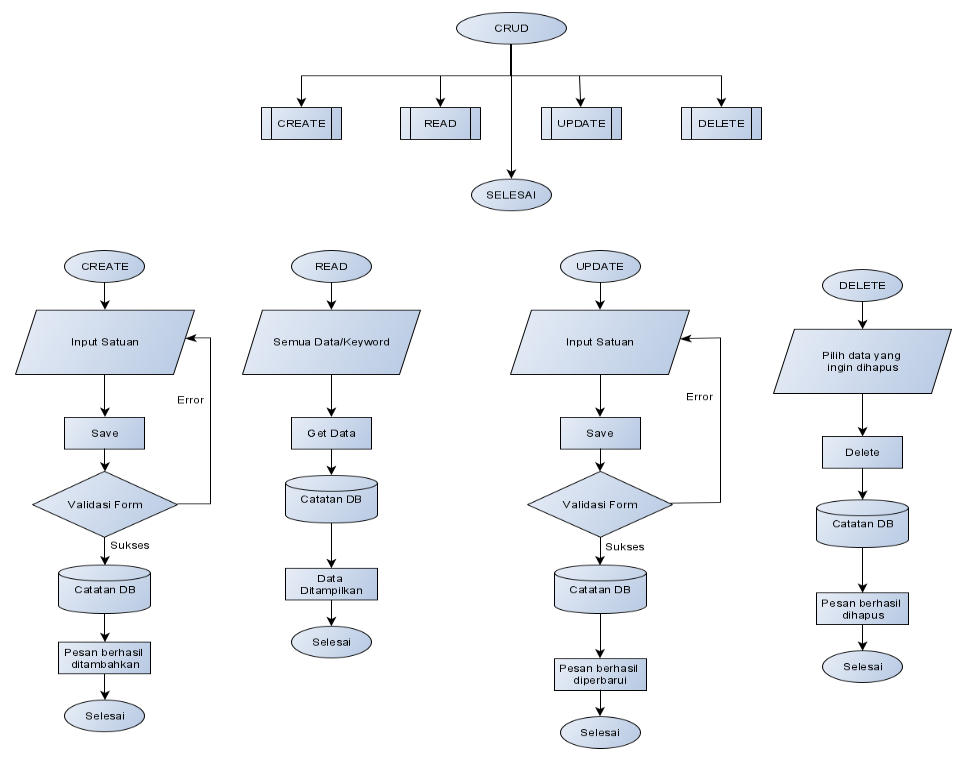 CRUD
CREATE
READ
UPDATE
DELETE
SELESAI
CREATE
Input Satuan
Error
Save
Validasi Form
Sukses
Catatan DB
Pesan berhasil
ditambahkan
Selesai
READ
Semua Data/Keyword
Get Data
Catatan DB
Data
Ditampilkan
Selesai
UPDATE
Input Satuan
Error
Save
Validasi Form
Sukses
Catatan DB
Pesan berhasil
diperbarui
Selesai
DELETE
Pilih data yang
ingin dihapus
Delete
Catatan DB
Pesan berhasil
dihapus
Selesai